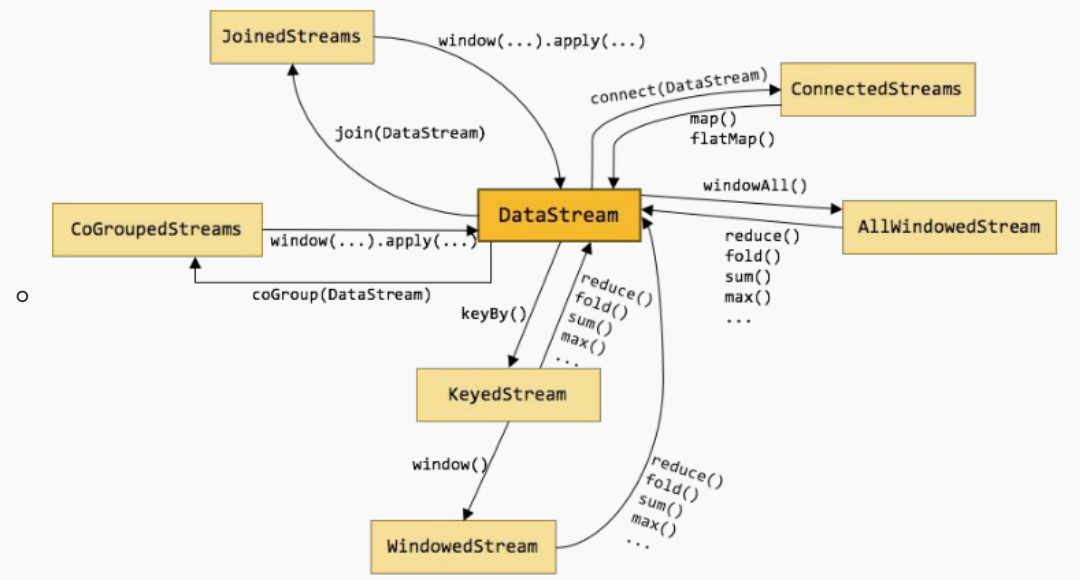 JoinedStreams
window(...).apply(...)
connect(DataStream)
ConnectedStreams
map()
flatMap()
join(DataStream)
windowAll()
DataStream
CoGroupedStreams
window(...).apply(...)
AllWindowedStream
reduce()
fold()
sum()
max()
...
coGroup(DataStream)
keyBy()
reduce()
fold()
sum()
max()
...
KeyedStream
window()
reduce()
fold()
sum()
max()
...
WindowedStream